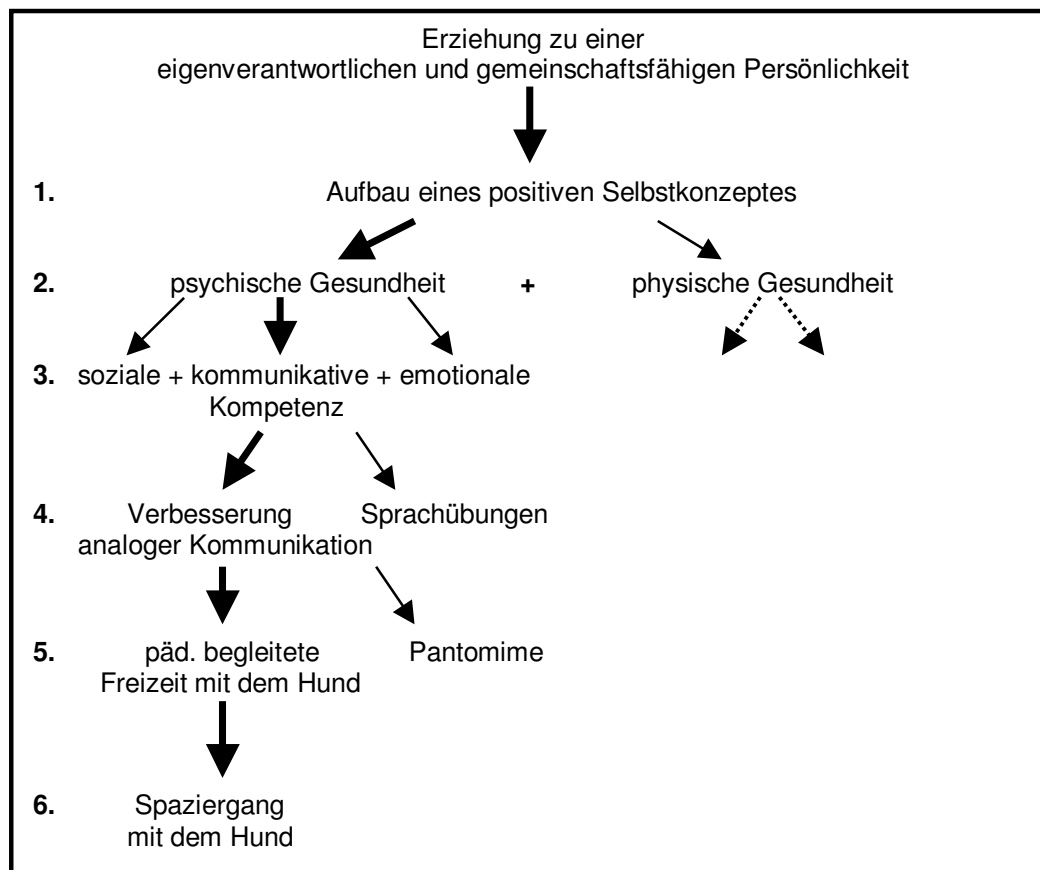 Erziehung zu einer
eigenverantwortlichen und gemeinschaftsfähigen Persönlichkeit
1. Aufbau eines positiven Selbstkonzeptes
2. psychische Gesundheit + physische Gesundheit
3. soziale + kommunikative + emotionale
Kompetenz
4. Verbesserung Sprachübungen
analoger Kommunikation
5. päd. begleitete Pantomime
Freizeit mit dem Hund
6. Spaziergang
mit dem Hund